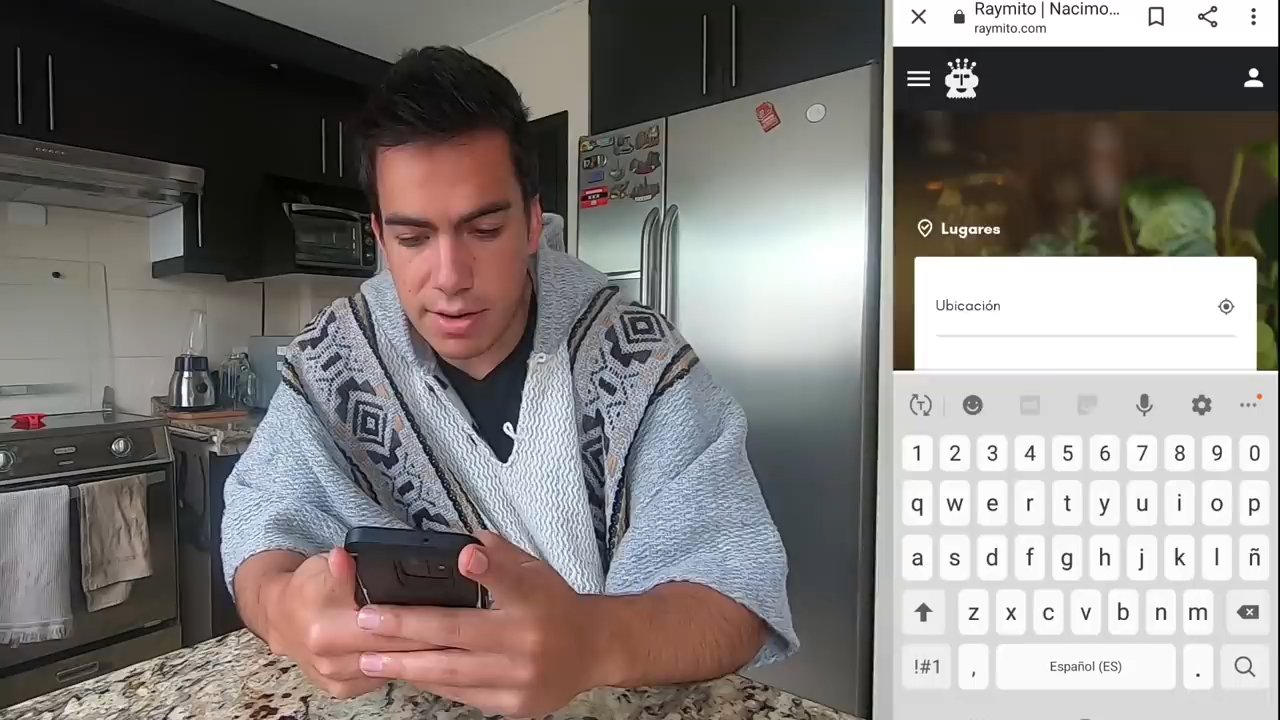 Raymito | Nacimo...
raymito.com
Lugares
Ubicación
1 2 3 4 5 6 7 8 9 0
q w e r t y u i o p
a s d f g h j k l ñ
z x c v b n m
!#1 , Español (ES) .